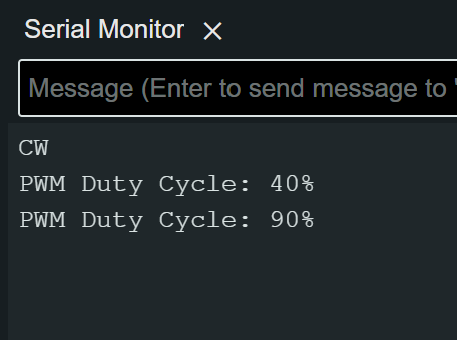 Serial Monitor
Message (Enter to send message to '
CW
PWM Duty Cycle: 40%
PWM Duty Cycle: 90%